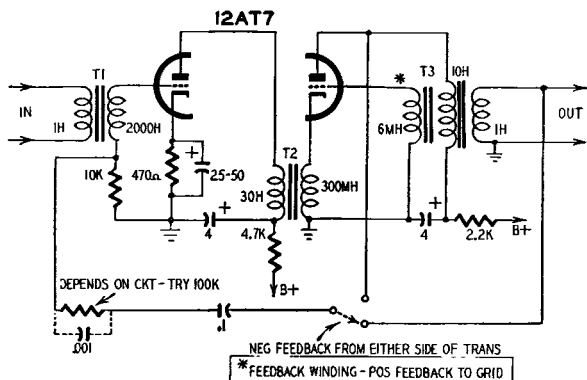 12AT7
T1
T3
10H
IN
1H
2000H
6MH
*
1H
OUT
10K
470Ω
+
25-50
T2
30H
300MH
4
+
4.7K
4
+
2.2K
B+
B+
DEPENDS ON CKT-TRY 100K
.001
.1
NEG FEEDBACK FROM EITHER SIDE OF TRANS
*FEEDBACK WINDING-POS FEEDBACK TO GRID